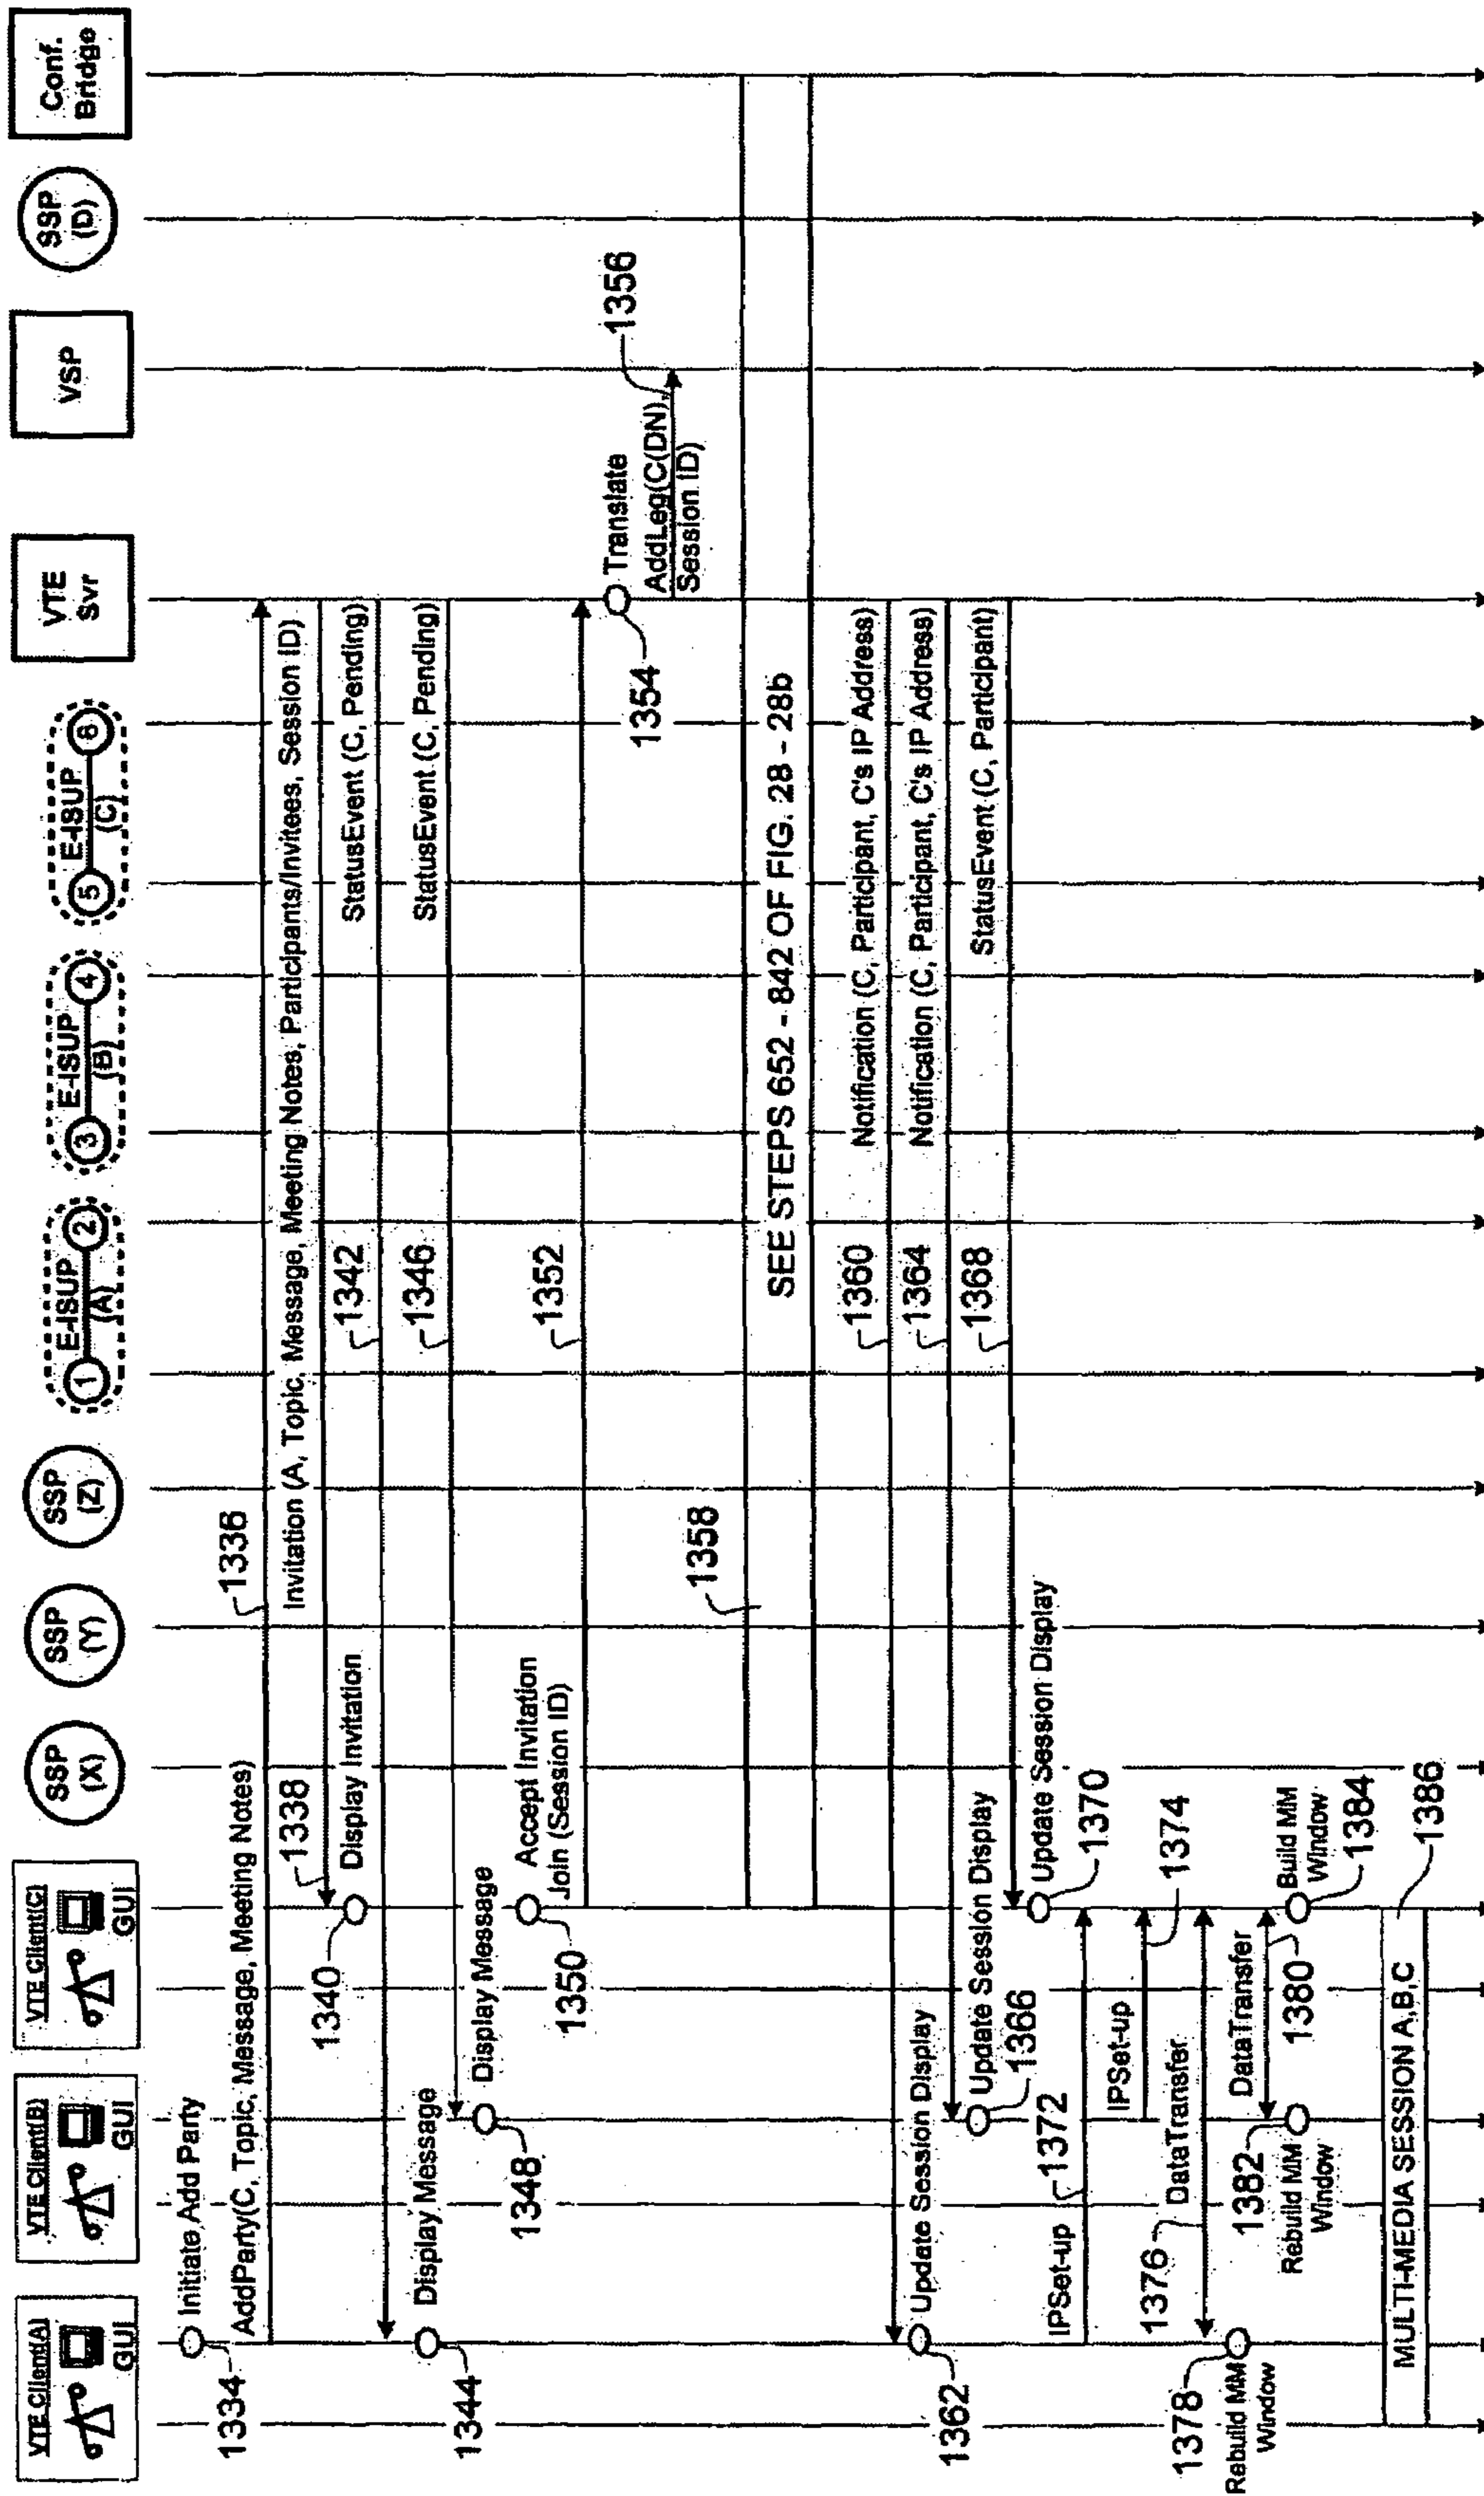 VTE Client(A)
GUI
VTE Client(B)
GUI
VTE Client(C)
GUI
SSP
(X)
SSP
(Y)
SSP
(Z)
1
E-ISUP
(A)
2
3
E-ISUP
(B)
4
5
E-ISUP
(C)
6
VTE
Svr
VSP
SSP
(D)
Conf.
Bridge
1334
Initiate Add Party
AddParty(C, Topic, Message, Meeting Notes)
1336
1338
Invitation (A, Topic, Message, Meeting Notes, Participants/Invitees, Session ID)
1340
Display Invitation
1342
StatusEvent (C, Pending)
1344
Display Message
1346
StatusEvent (C, Pending)
1348
Display Message
1350
Accept Invitation
Join (Session ID)
1352
1354
Translate
AddLeg(C(DN),
Session ID)
1356
1358
SEE STEPS 652 - 842 OF FIG. 28 - 28b
1360
Notification (C, Participant, C's IP Address)
1362
Update Session Display
1364
Notification (C, Participant, C's IP Address)
1366
Update Session Display
1368
StatusEvent (C, Participant)
1370
Update Session Display
IPSet-up
1372
IPSet-up
1374
1376
DataTransfer
1378
Rebuild MM
Window
DataTransfer
1380
1382
Rebuild MM
Window
Build MM
Window
1384
MULTI-MEDIA SESSION A,B,C
1386